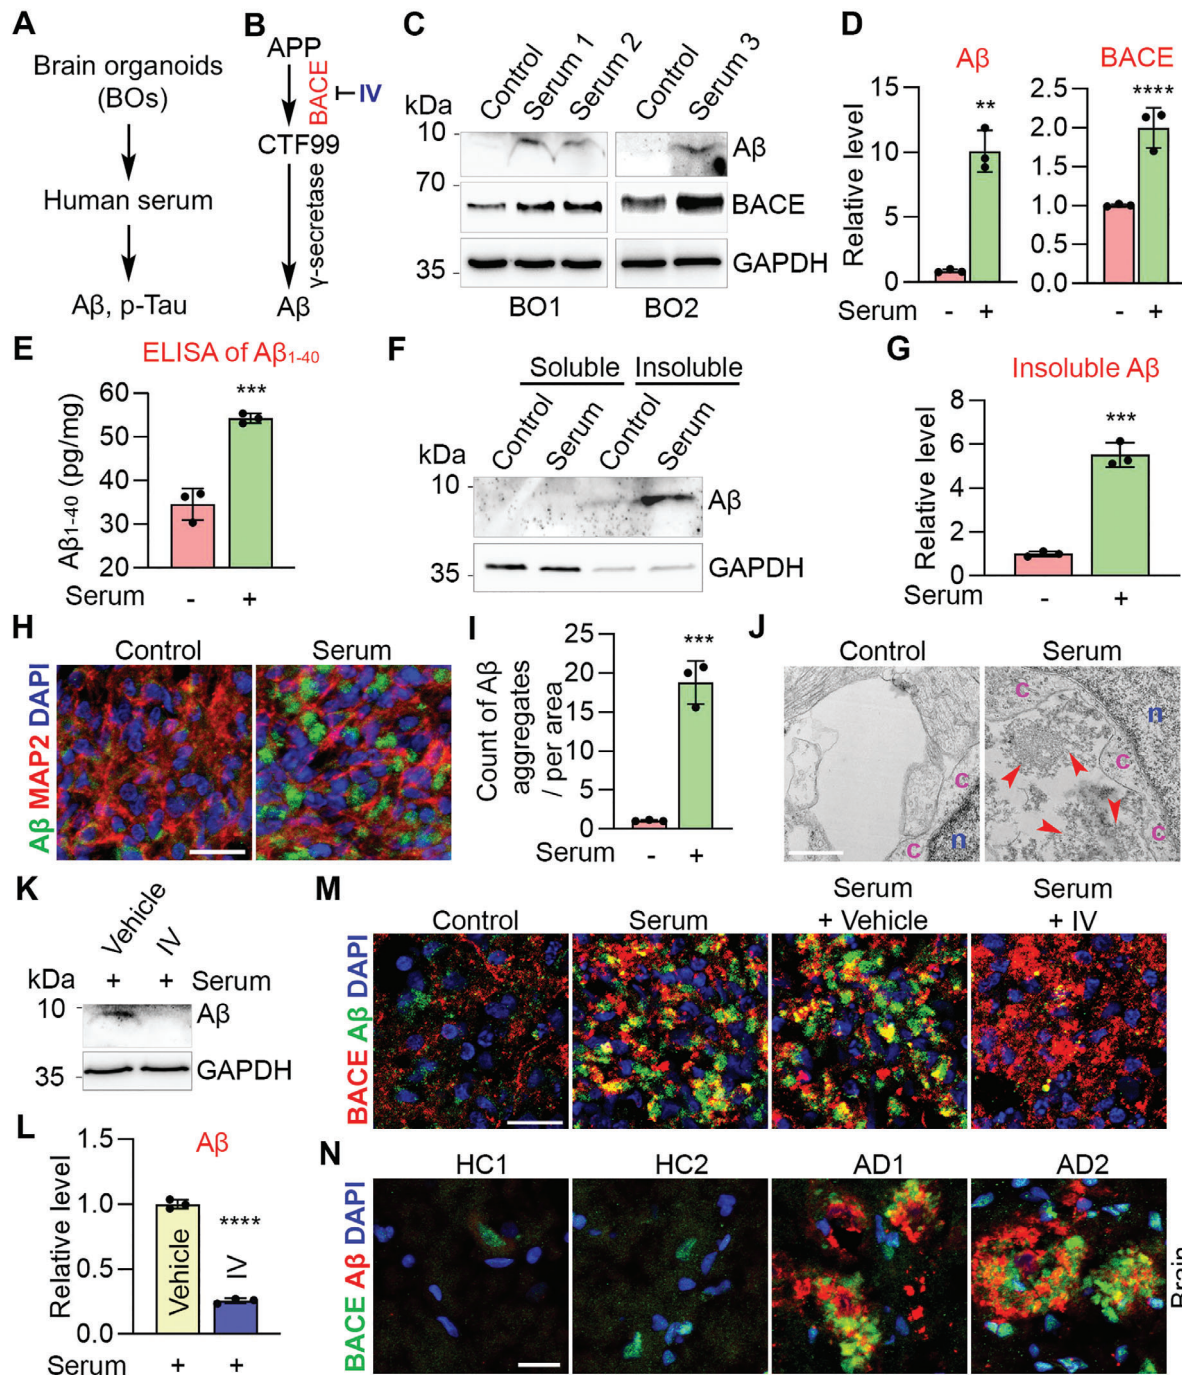 A
Brain organoids
(BOs)
Human serum
Aβ, p-Tau
B
APP
BACE
IV
CTF99
γ-secretase
Aβ
C
Control
Serum 1
Serum 2
Control
Serum 3
kDa
10
Aβ
70
BACE
35
GAPDH
BO1
BO2
D
Aβ
BACE
Relative level
15
10
5
0
**
2.5
2.0
1.5
1.0
0.5
0.0
****
Serum
-
+
-
+
E
ELISA of Aβ1-40
Aβ1-40 (pg/mg)
60
50
40
30
20
***
Serum
-
+
F
Soluble
Insoluble
Control
Serum
Control
Serum
kDa
10
Aβ
35
GAPDH
G
Insoluble Aβ
Relative level
8
6
4
2
0
***
Serum
-
+
H
Control
Serum
Aβ MAP2 DAPI
I
Count of Aβ
aggregates
/ per area
25
20
15
10
5
0
***
Serum
-
+
J
Control
Serum
c
n
c
c
n
c
c
K
Vehicle
IV
kDa
+
+
Serum
10
Aβ
35
GAPDH
L
Aβ
Relative level
1.5
1.0
0.5
0.0
Vehicle
IV
****
Serum
+
+
M
Control
Serum
Serum
+ Vehicle
Serum
+ IV
BACE Aβ DAPI
N
HC1
HC2
AD1
AD2
BACE Aβ DAPI
Brain